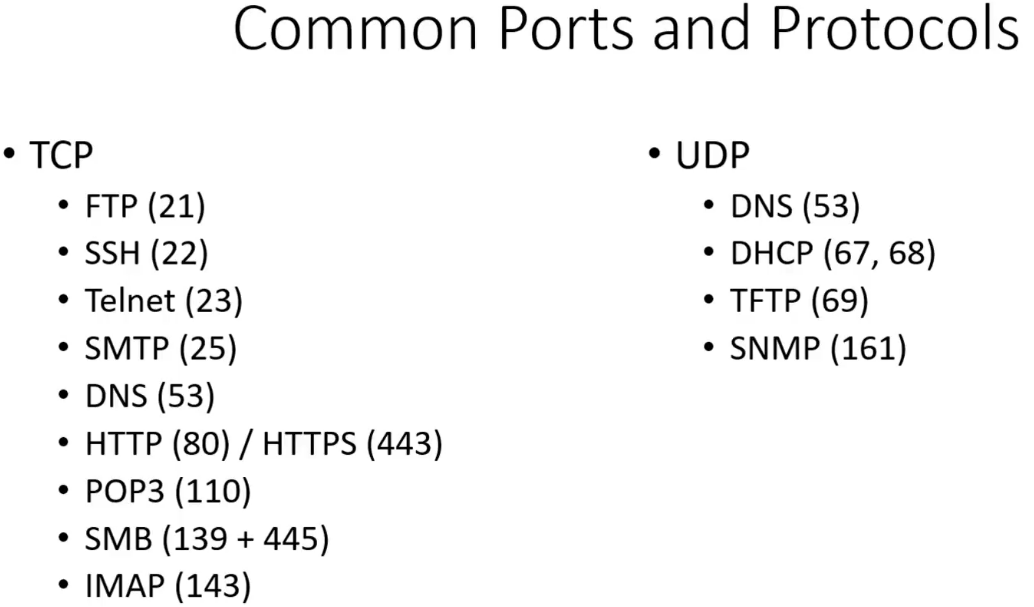 Common Ports and Protocols
• TCP
• FTP (21)
• SSH (22)
• Telnet (23)
• SMTP (25)
• DNS (53)
• HTTP (80) / HTTPS (443)
• POP3 (110)
• SMB (139 + 445)
• IMAP (143)
• UDP
• DNS (53)
• DHCP (67, 68)
• TFTP (69)
• SNMP (161)